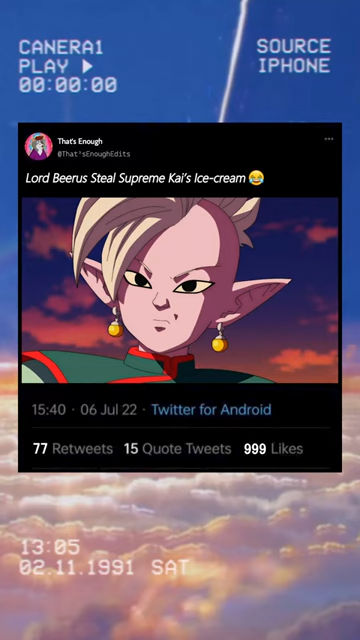 CANERA1
PLAY ▶
00:00:00
SOURCE
IPHONE
That's Enough
@That'sEnoughEdits
Lord Beerus Steal Supreme Kai's Ice-cream 😂
15:40 · 06 Jul 22 · Twitter for Android
77 Retweets 15 Quote Tweets 999 Likes
13:05
02.11.1991 SAT